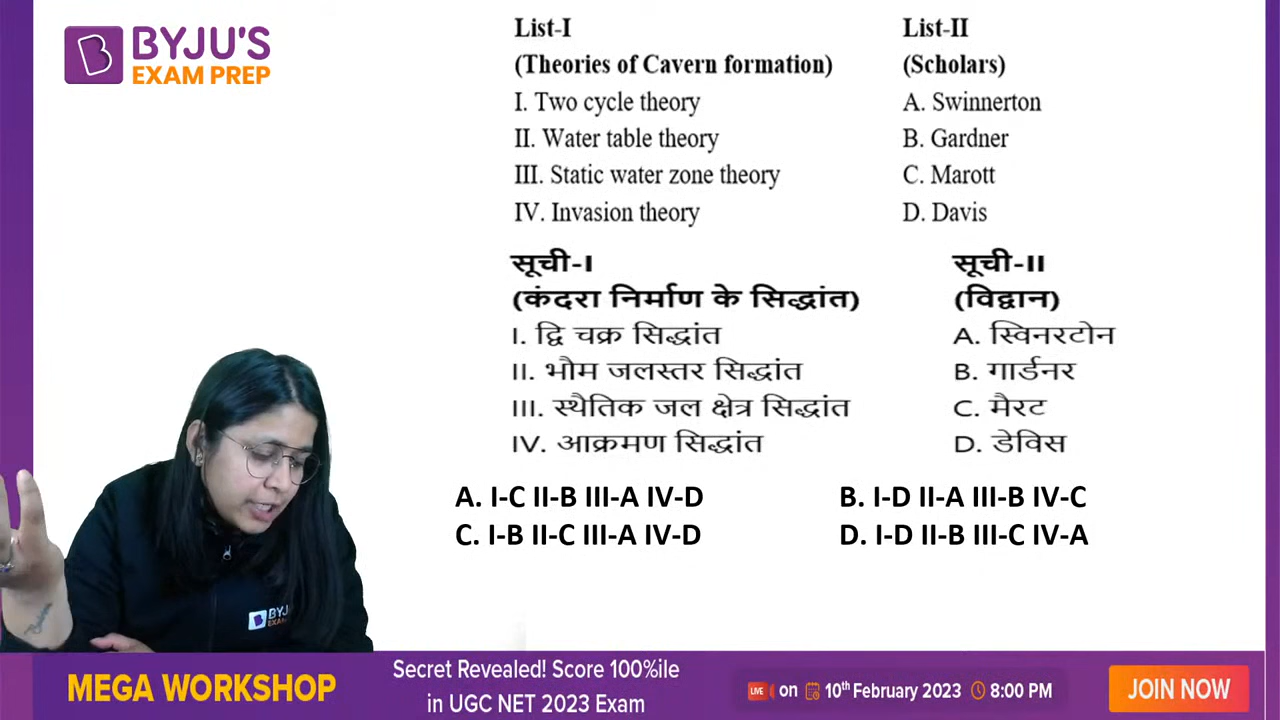 BYJU'S
EXAM PREP
List-I
(Theories of Cavern formation)
I. Two cycle theory
II. Water table theory
III. Static water zone theory
IV. Invasion theory
List-II
(Scholars)
A. Swinnerton
B. Gardner
C. Marott
D. Davis
सूची-I
(कंदरा निर्माण के सिद्धांत)
I. द्वि चक्र सिद्धांत
II. भौम जलस्तर सिद्धांत
III. स्थैतिक जल क्षेत्र सिद्धांत
IV. आक्रमण सिद्धांत
सूची-II
(विद्वान)
A. स्विनरटोन
B. गार्डनर
C. मैरट
D. डेविस
A. I-C II-B III-A IV-D
B. I-D II-A III-B IV-C
C. I-B II-C III-A IV-D
D. I-D II-B III-C IV-A
MEGA WORKSHOP
Secret Revealed! Score 100%ile
in UGC NET 2023 Exam
LIVE on 10th February 2023 8:00 PM
JOIN NOW